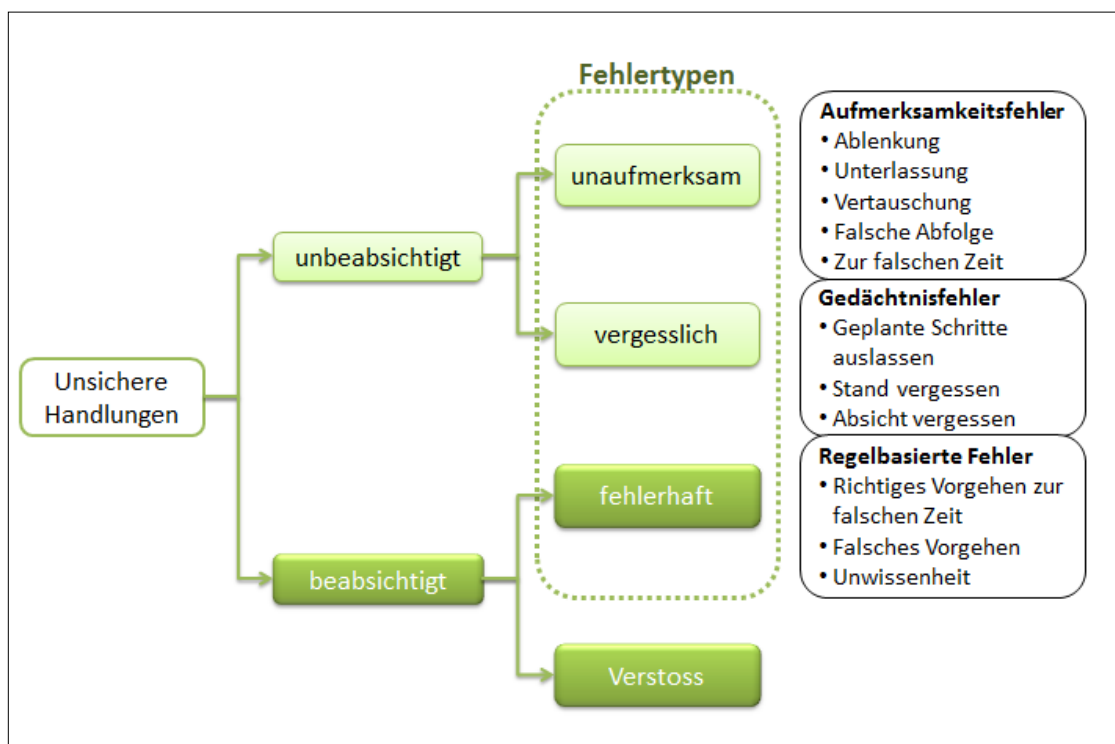 Fehlertypen
unaufmerksam
unbeabsichtigt
vergesslich
Unsichere
Handlungen
fehlerhaft
beabsichtigt
Verstoss
Aufmerksamkeitsfehler
• Ablenkung
• Unterlassung
• Vertauschung
• Falsche Abfolge
• Zur falschen Zeit
Gedächtnisfehler
• Geplante Schritte
auslassen
• Stand vergessen
• Absicht vergessen
Regelbasierte Fehler
• Richtiges Vorgehen zur
falschen Zeit
• Falsches Vorgehen
• Unwissenheit